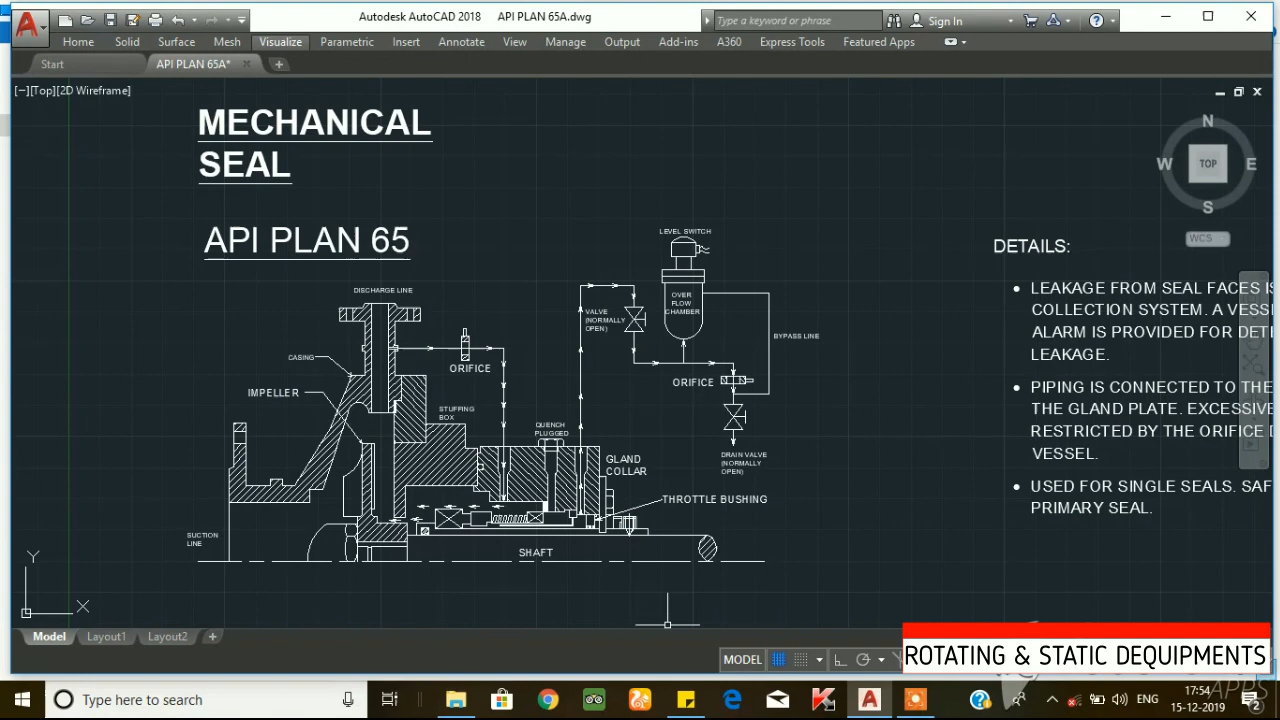 Autodesk AutoCAD 2018 API PLAN 65A.dwg
Type a keyword or phrase
Sign In
Home Solid Surface Mesh Visualize Parametric Insert Annotate View Manage Output Add-ins A360 Express Tools Featured Apps
Start API PLAN 65A*
[−][Top][2D Wireframe]
MECHANICAL
SEAL
API PLAN 65
N
W TOP E
S
WCS
LEVEL SWITCH
OVER
FLOW
CHAMBER
DISCHARGE LINE
VALVE
(NORMALLY
OPEN)
BYPASS LINE
CASING
ORIFICE
ORIFICE
IMPELLER
STUFFING
BOX
QUENCH
PLUGGED
GLAND
COLLAR
DRAIN VALVE
(NORMALLY
OPEN)
THROTTLE BUSHING
SUCTION
LINE
SHAFT
DETAILS:
• LEAKAGE FROM SEAL FACES IS
COLLECTION SYSTEM. A VESS
ALARM IS PROVIDED FOR DET
LEAKAGE.
• PIPING IS CONNECTED TO THE
THE GLAND PLATE. EXCESSIVE
RESTRICTED BY THE ORIFICE D
VESSEL.
• USED FOR SINGLE SEALS. SAF
PRIMARY SEAL.
Y
X
Model Layout1 Layout2
MODEL
ROTATING & STATIC DEQUIPMENTS
APPS
Type here to search
ENG
17:54
15-12-2019
2